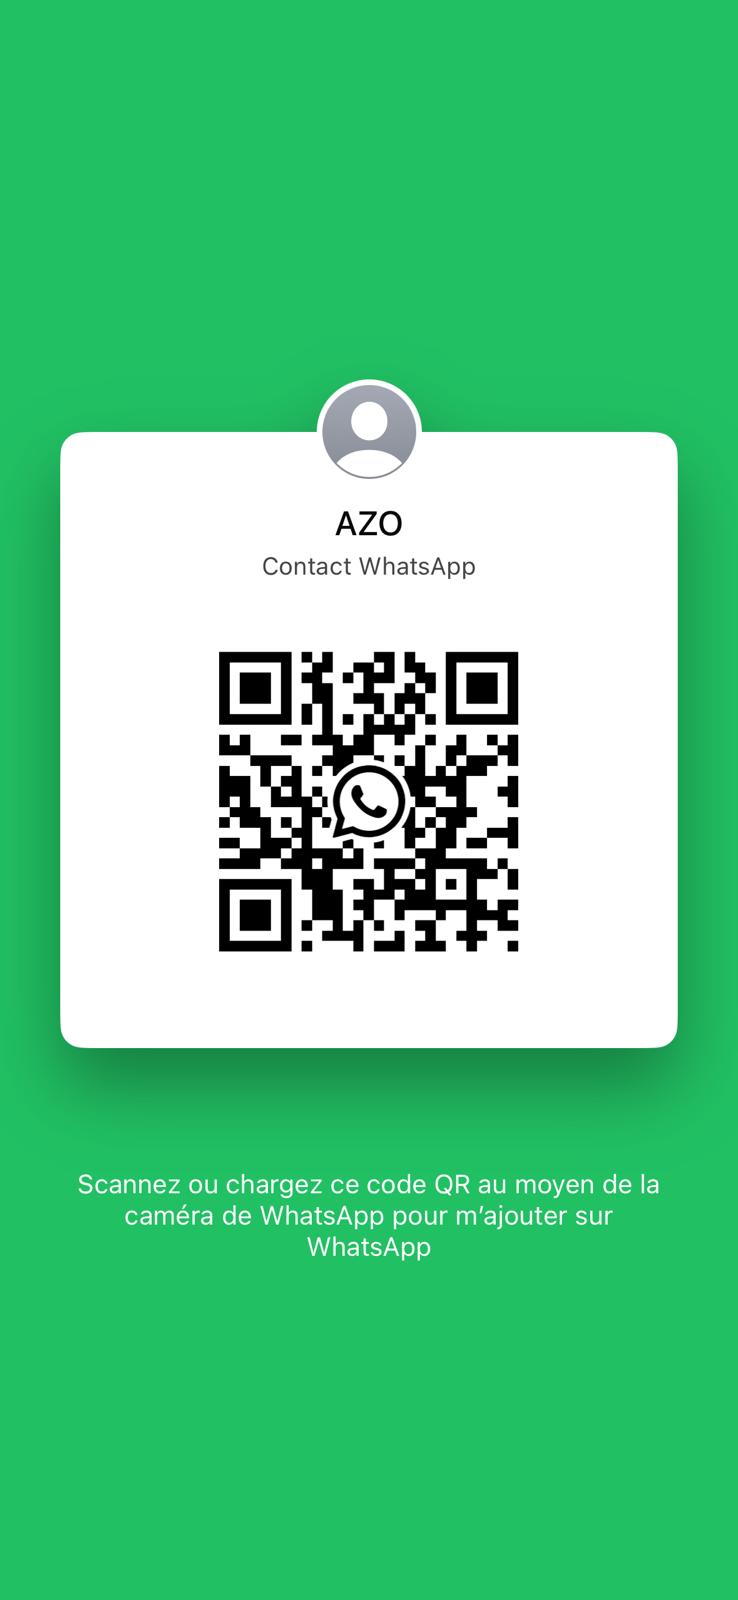 AZO
Contact WhatsApp
Scannez ou chargez ce code QR au moyen de la
caméra de WhatsApp pour m’ajouter sur
WhatsApp